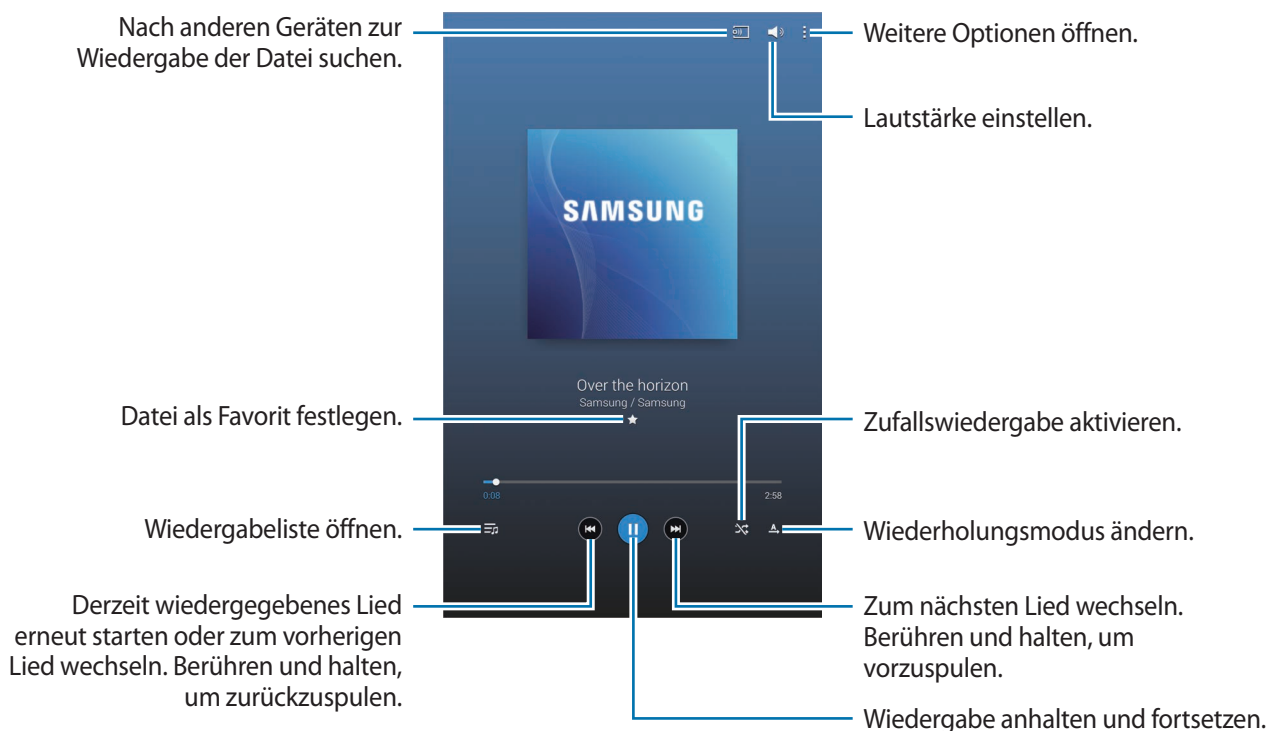 Nach anderen Geräten zur
Wiedergabe der Datei suchen.
Weitere Optionen öffnen.
Lautstärke einstellen.
SAMSUNG
Over the horizon
Samsung / Samsung
Datei als Favorit festlegen.
Zufallswiedergabe aktivieren.
0:08
2:58
Wiedergabeliste öffnen.
A
Wiederholungsmodus ändern.
Derzeit wiedergegebenes Lied
erneut starten oder zum vorherigen
Lied wechseln. Berühren und halten,
um zurückzuspulen.
Zum nächsten Lied wechseln.
Berühren und halten, um
vorzuspulen.
Wiedergabe anhalten und fortsetzen.